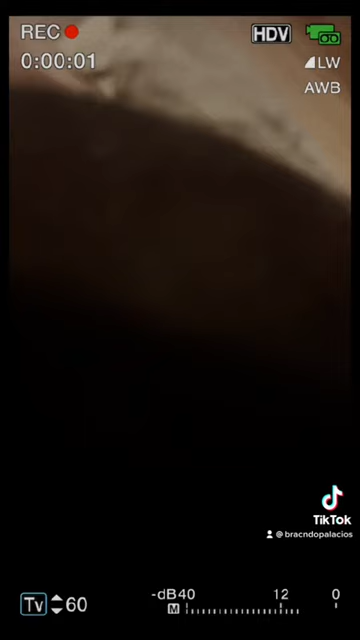 REC
HDV
0:00:01
LW
AWB
TikTok
@bracndopalacios
Tv 60
-dB40 12 0
M